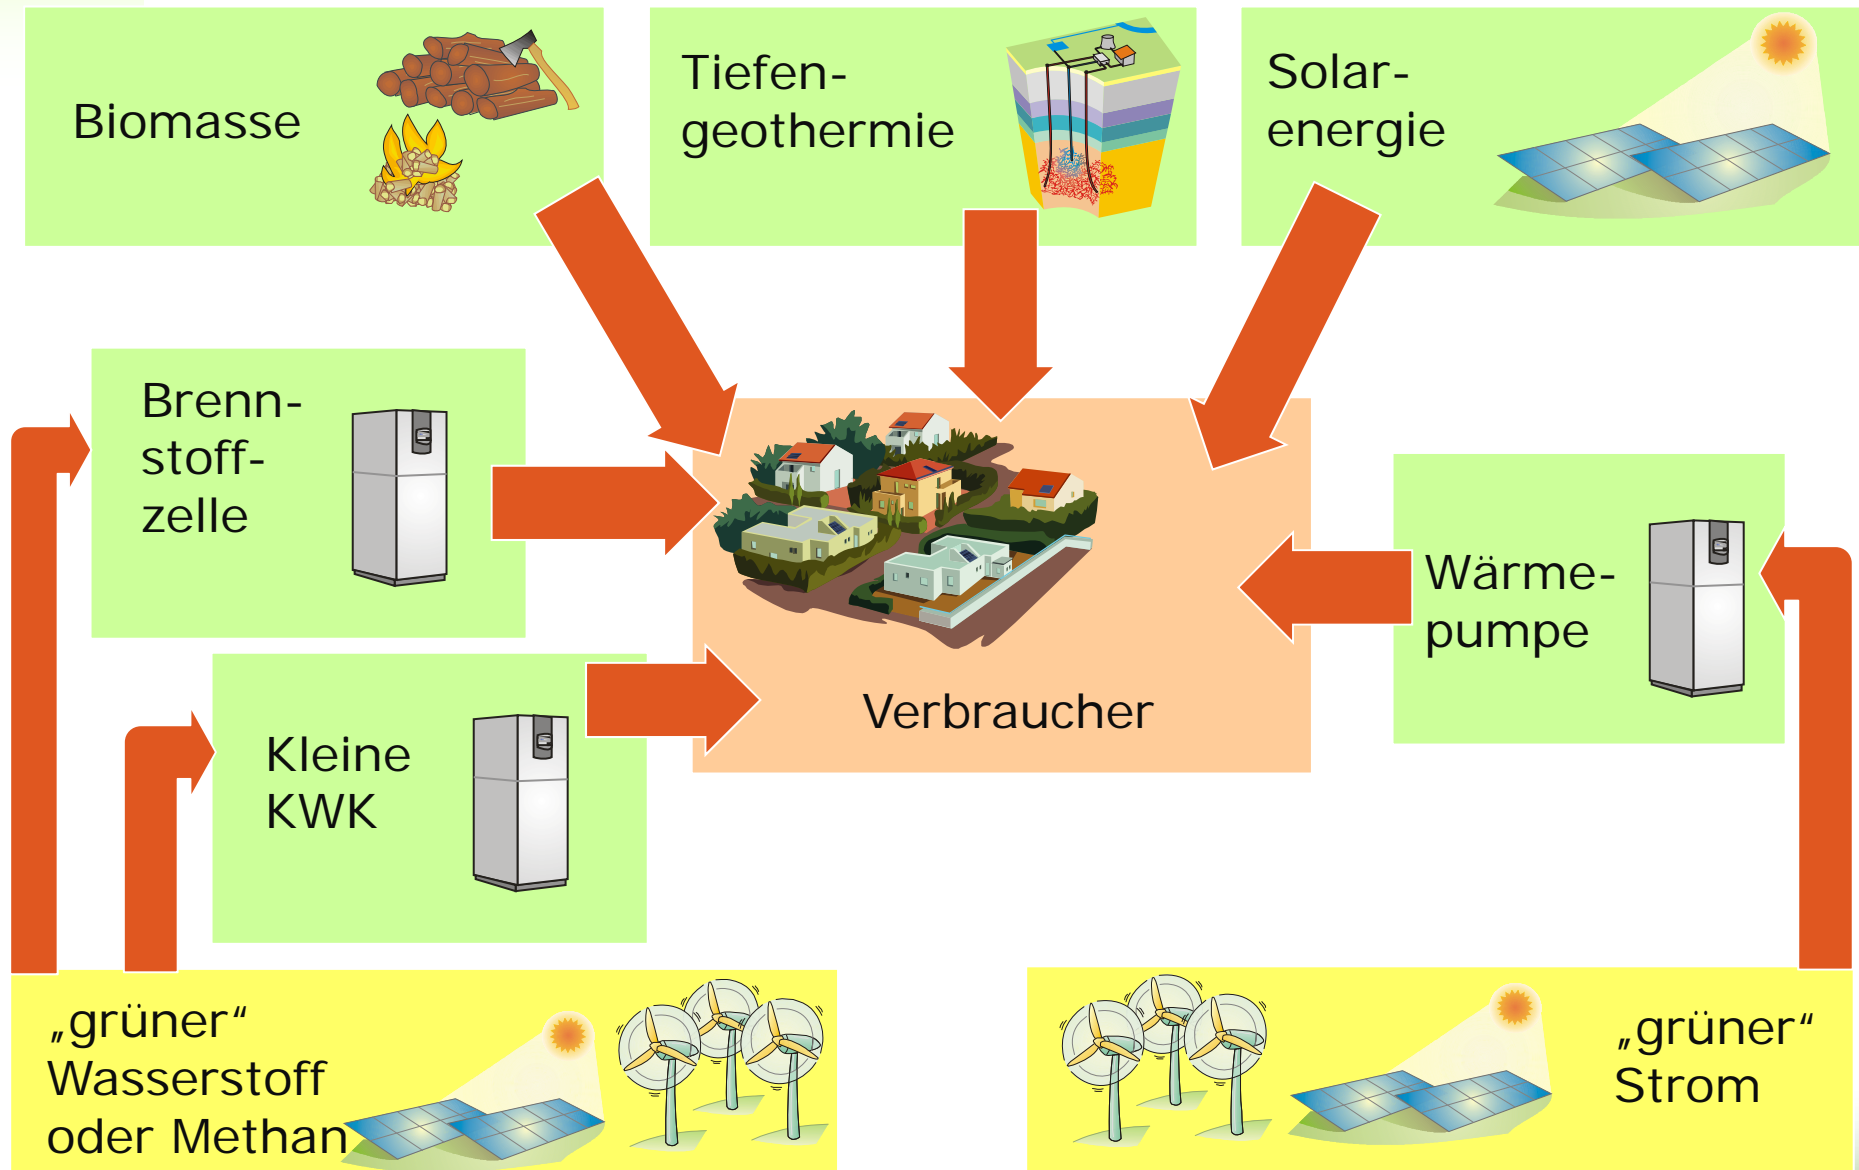 Biomasse
Tiefen-
geothermie
Solar-
energie
Brenn-
stoff-
zelle
Wärme-
pumpe
Verbraucher
Kleine
KWK
„grüner“
Wasserstoff
oder Methan
„grüner“
Strom